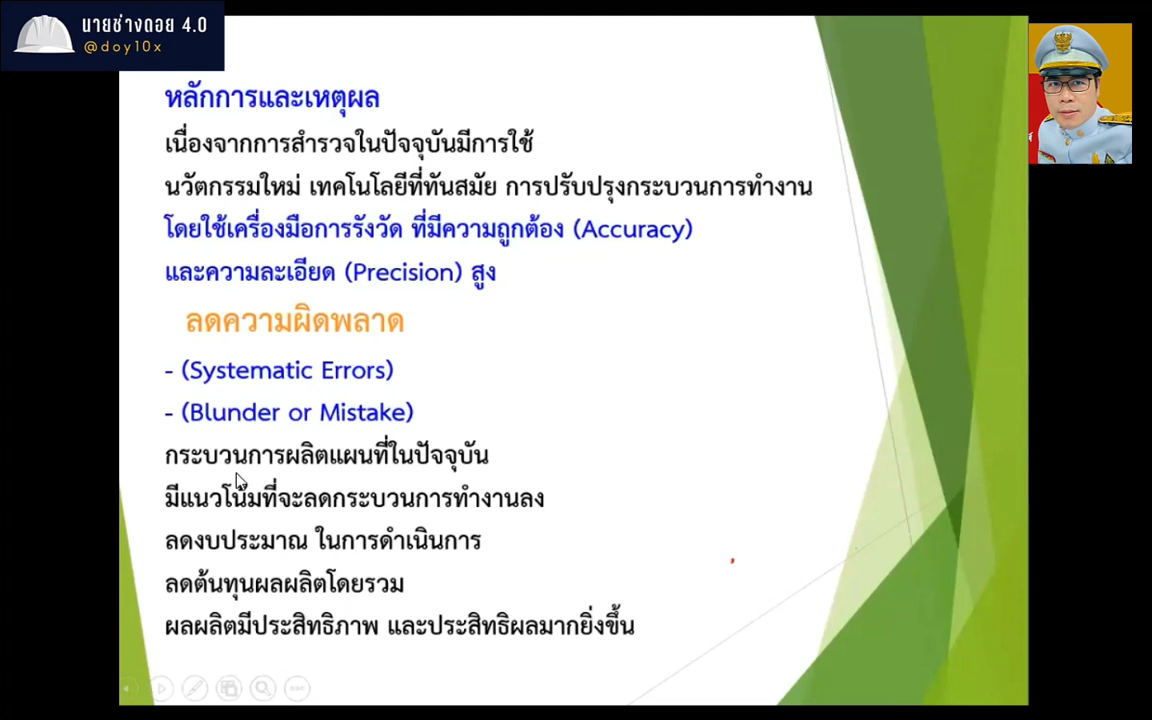 นายช่างดอย 4.0
@doy10x
หลักการและเหตุผล
เนื่องจากการสำรวจในปัจจุบันมีการใช้
นวัตกรรมใหม่ เทคโนโลยีที่ทันสมัย การปรับปรุงกระบวนการทำงาน
โดยใช้เครื่องมือการรังวัด ที่มีความถูกต้อง (Accuracy)
และความละเอียด (Precision) สูง
ลดความผิดพลาด
- (Systematic Errors)
- (Blunder or Mistake)
กระบวนการผลิตแผนที่ในปัจจุบัน
มีแนวโน้มที่จะลดกระบวนการทำงานลง
ลดงบประมาณ ในการดำเนินการ
ลดต้นทุนผลผลิตโดยรวม
ผลผลิตมีประสิทธิภาพ และประสิทธิผลมากยิ่งขึ้น